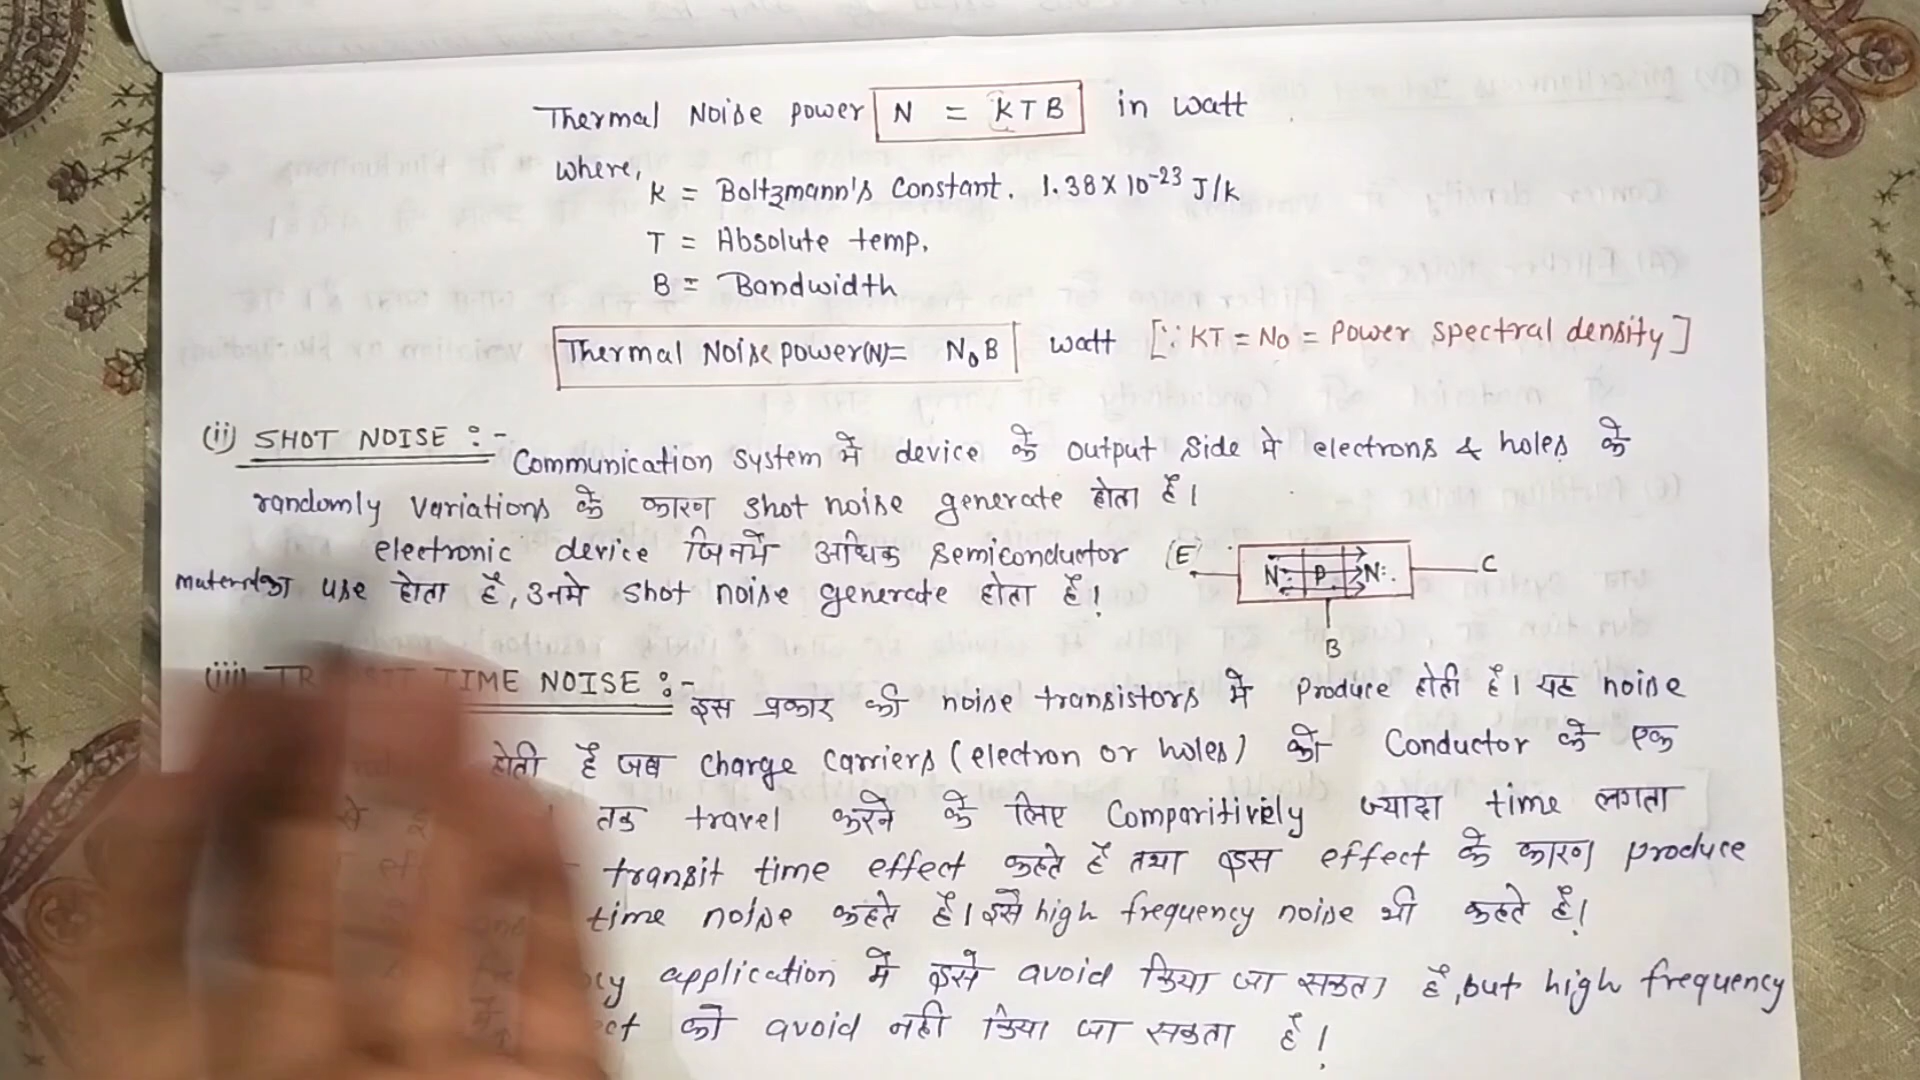 Thermal Noise power N = KTB in watt
where,
K = Boltzmann's Constant. 1.38 × 10⁻²³ J/k
T = Absolute temp.
B = Bandwidth
Thermal Noise power(N)= N₀B watt [∵ KT = No = Power spectral density]
(ii) SHOT NOISE :- Communication system में device के output side मे electrons & holes के
randomly variations के कारण shot noise generate होता है।
electronic device जिनमें अधिक semiconductor
का use होता है, उनमे shot noise generate होता है।
E N P N C
B
(iii) TIME NOISE :- इस प्रकार की noise transistors में produce होती है। यह noise
होती है जब charge carriers (electron or holes) को Conductor के एक
तक travel करने के लिए Comparitively ज्यादा time लगता
transit time effect कहते है तथा इस effect के कारण produce
time noise कहते है। इसे high frequency noise भी कहते है।
application में इसे avoid किया जा सकता है, but high frequency
को avoid नही किया जा सकता है।